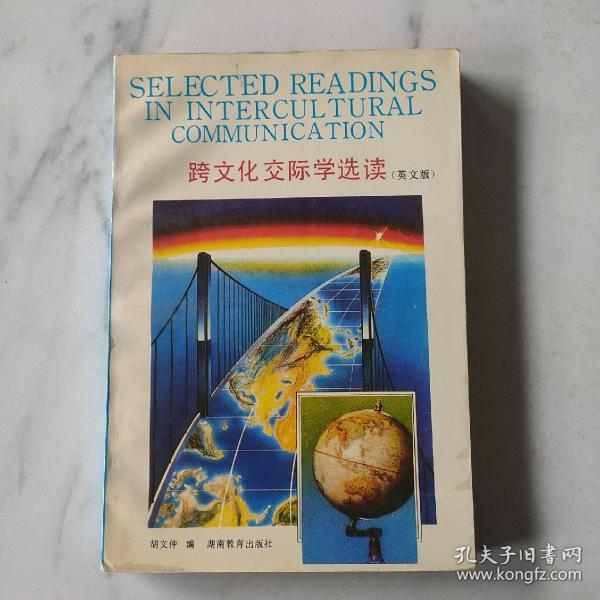 SELECTED READINGS
IN INTERCULTURAL
COMMUNICATION
跨文化交际学选读(英文版)
胡文仲 编 湖南教育出版社
孔夫子旧书网
www.kongfz.com